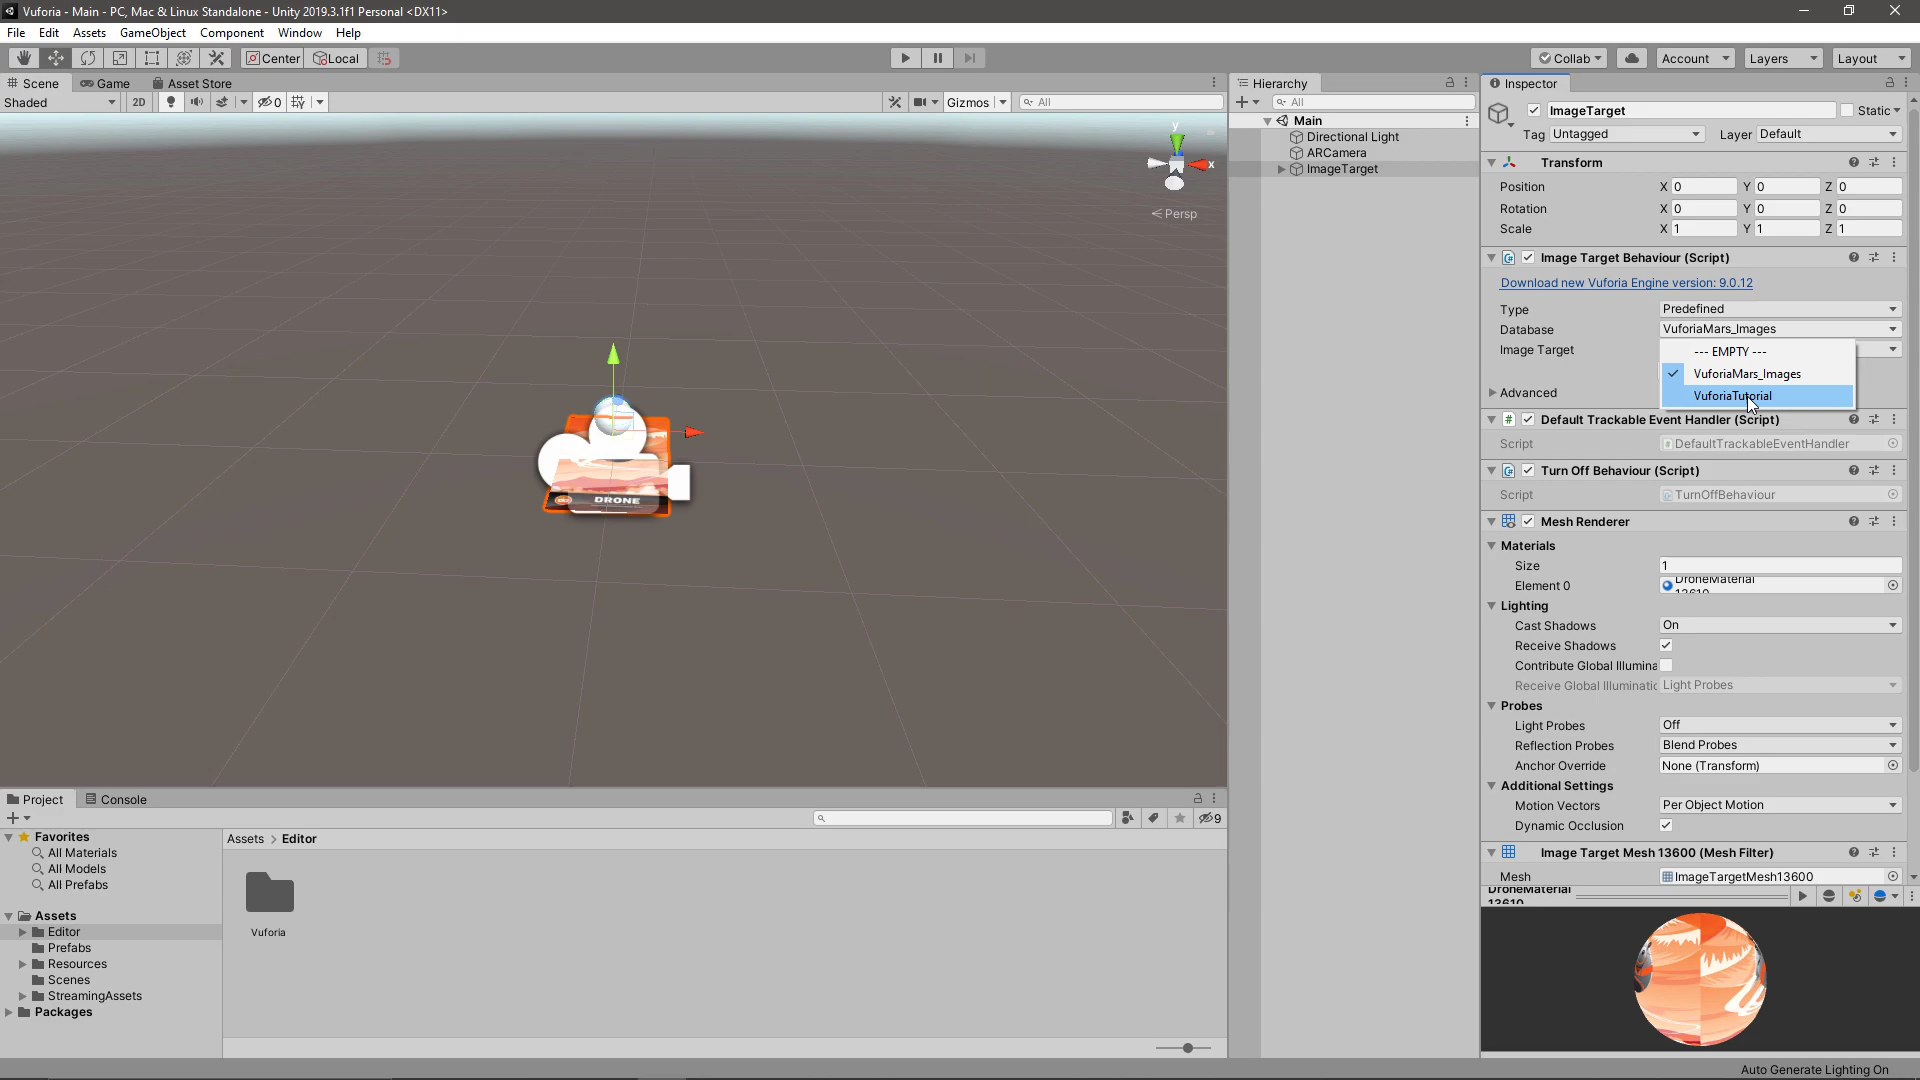 Vuforia - Main - PC, Mac & Linux Standalone - Unity 2019.3.1f1 Personal <DX11>
File Edit Assets GameObject Component Window Help
Center Local Collab Account Layers Layout
Scene Game Asset Store
Shaded 2D 0 Gizmos All
y
x
Persp
DRONE
Hierarchy
All
Main
Directional Light
ARCamera
ImageTarget
Inspector
ImageTarget Static
Tag Untagged Layer Default
Transform
Position X 0 Y 0 Z 0
Rotation X 0 Y 0 Z 0
Scale X 1 Y 1 Z 1
Image Target Behaviour (Script)
Download new Vuforia Engine version: 9.0.12
Type Predefined
Database VuforiaMars_Images
Image Target
--- EMPTY ---
VuforiaMars_Images
VuforiaTutorial
Advanced
Default Trackable Event Handler (Script)
Script DefaultTrackableEventHandler
Turn Off Behaviour (Script)
Script TurnOffBehaviour
Mesh Renderer
Materials
Size 1
Element 0 DroneMaterial
13610
Lighting
Cast Shadows On
Receive Shadows
Contribute Global Illumina
Receive Global Illuminatic Light Probes
Probes
Light Probes Off
Reflection Probes Blend Probes
Anchor Override None (Transform)
Additional Settings
Motion Vectors Per Object Motion
Dynamic Occlusion
Image Target Mesh 13600 (Mesh Filter)
Mesh ImageTargetMesh13600
DroneMaterial
13610
Project Console
9
Favorites
All Materials
All Models
All Prefabs
Assets
Editor
Prefabs
Resources
Scenes
StreamingAssets
Packages
Assets > Editor
Vuforia
Auto Generate Lighting On